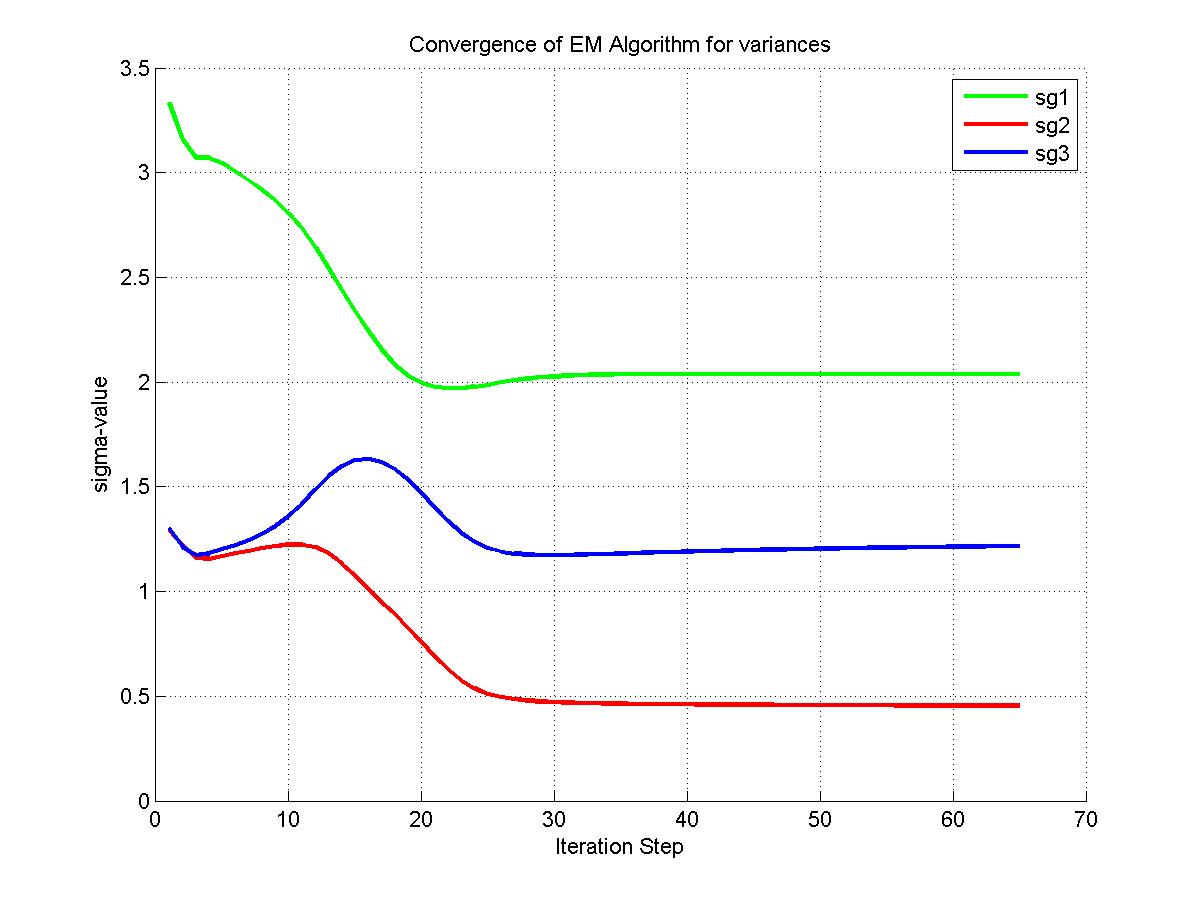 Convergence of EM Algorithm for variances
3.5
sg1
sg2
sg3
3
2.5
2
sigma-value
1.5
1
0.5
0
0 10 20 30 40 50 60 70
Iteration Step